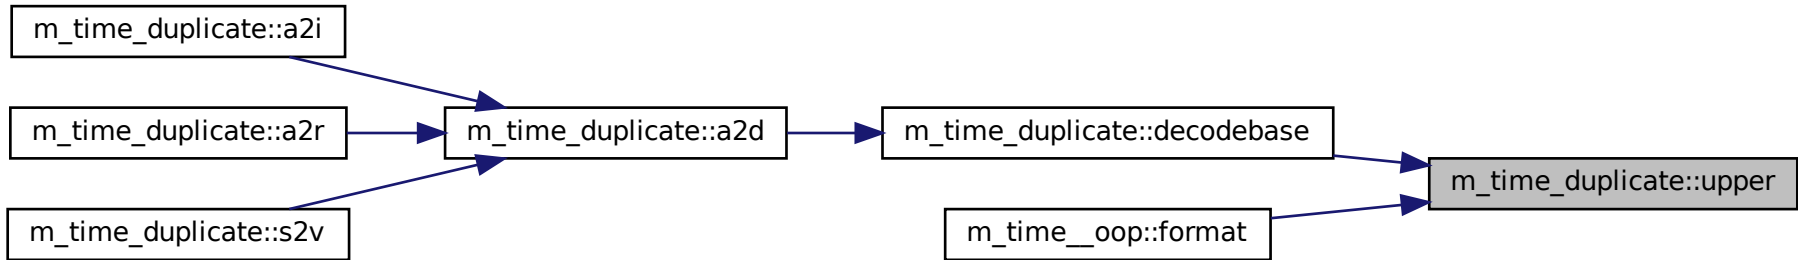 m_time_duplicate::a2i
m_time_duplicate::a2r
m_time_duplicate::a2d
m_time_duplicate::decodebase
m_time_duplicate::upper
m_time_duplicate::s2v
m_time__oop::format